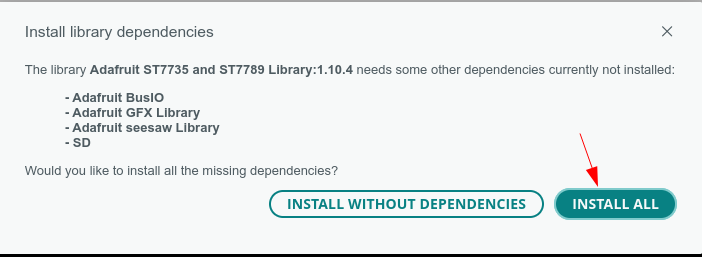 Install library dependencies
The library Adafruit ST7735 and ST7789 Library:1.10.4 needs some other dependencies currently not installed:
- Adafruit BusIO
- Adafruit GFX Library
- Adafruit seesaw Library
- SD
Would you like to install all the missing dependencies?
INSTALL WITHOUT DEPENDENCIES INSTALL ALL